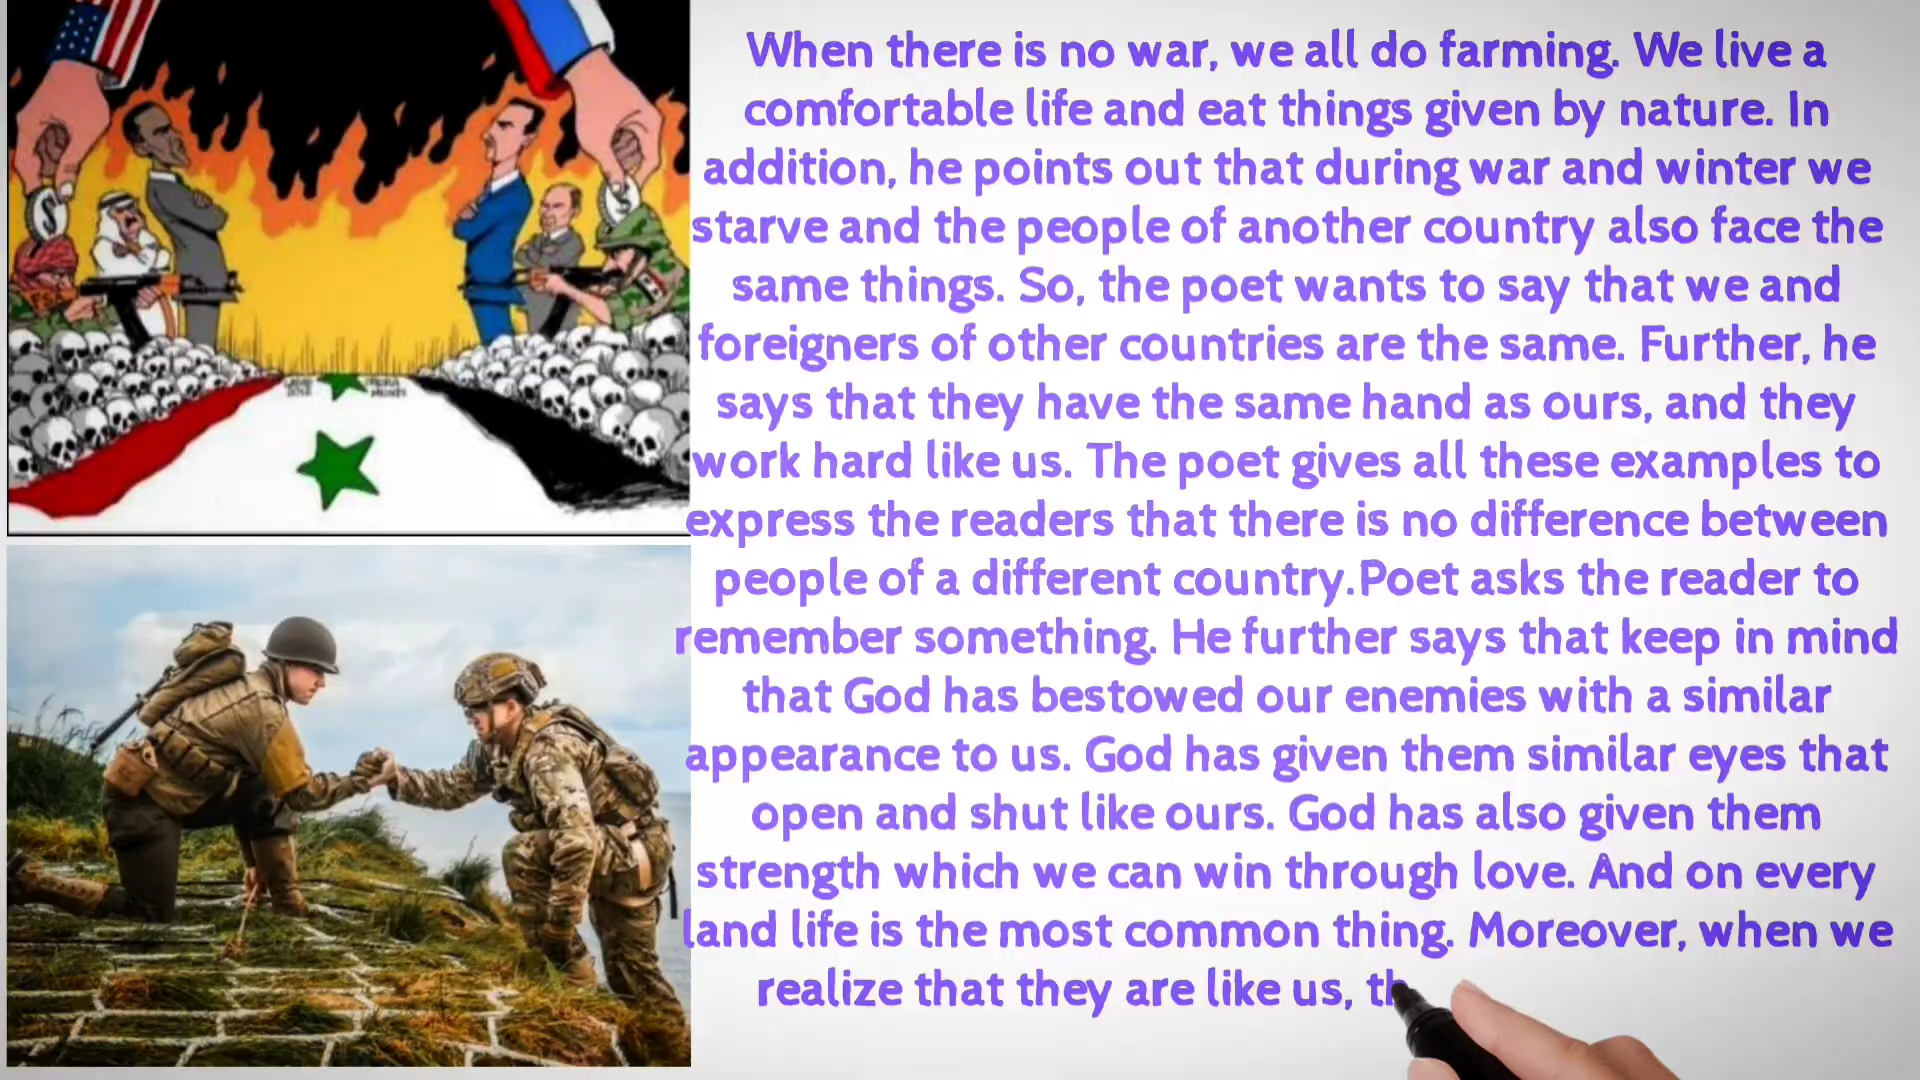 When there is no war, we all do farming. We live a
comfortable life and eat things given by nature. In
addition, he points out that during war and winter we
starve and the people of another country also face the
same things. So, the poet wants to say that we and
foreigners of other countries are the same. Further, he
says that they have the same hand as ours, and they
work hard like us. The poet gives all these examples to
express the readers that there is no difference between
people of a different country.Poet asks the reader to
remember something. He further says that keep in mind
that God has bestowed our enemies with a similar
appearance to us. God has given them similar eyes that
open and shut like ours. God has also given them
strength which we can win through love. And on every
land life is the most common thing. Moreover, when we
realize that they are like us, th
$
$